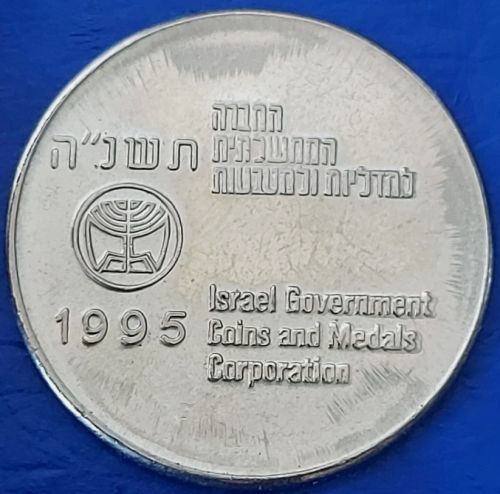 החברה
הממשלתית
למדליות ולמטבעות
תשנ״ה
1995
Israel Government
Coins and Medals
Corporation